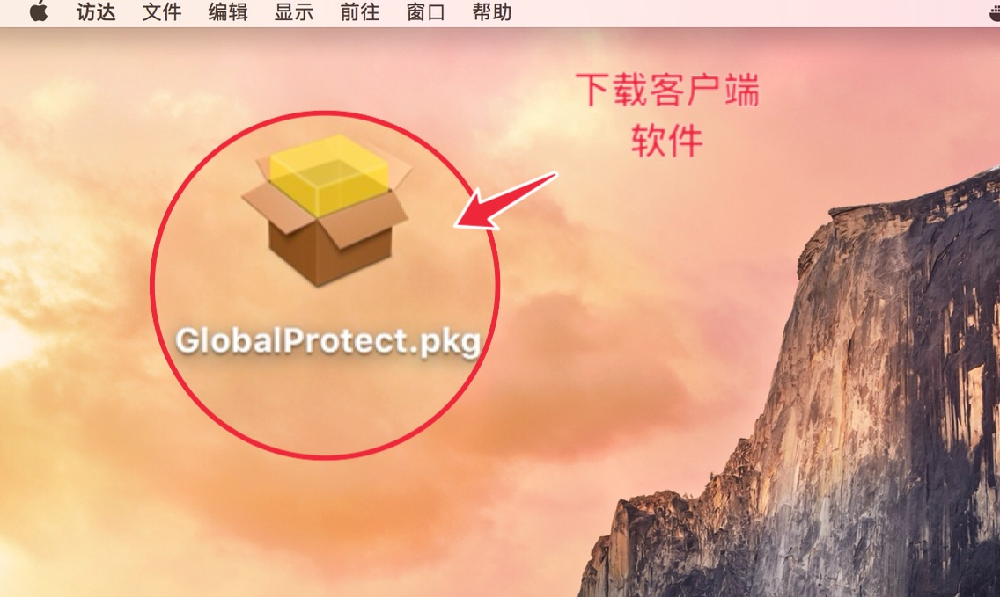 访达 文件 编辑 显示 前往 窗口 帮助
下载客户端
软件
GlobalProtect.pkg